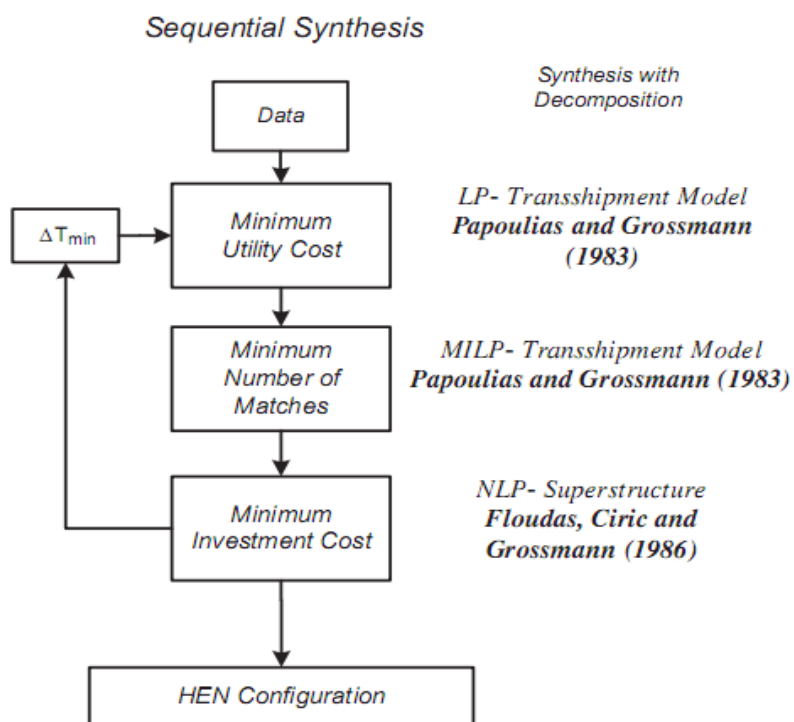 Sequential Synthesis
Synthesis with
Decomposition
Data
LP- Transshipment Model
Papoulias and Grossmann
(1983)
Minimum
Utility Cost
ΔTmin
Minimum
Number of
Matches
MILP- Transshipment Model
Papoulias and Grossmann (1983)
Minimum
Investment Cost
NLP- Superstructure
Floudas, Ciric and
Grossmann (1986)
HEN Configuration